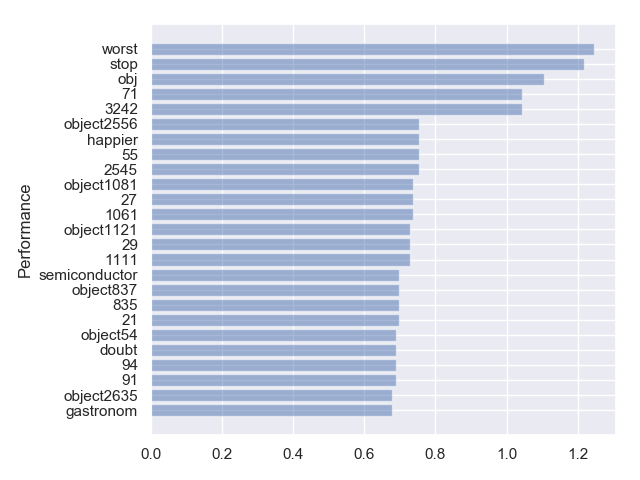 worst
stop
obj
71
3242
object2556
happier
55
2545
object1081
27
1061
object1121
29
1111
semiconductor
object837
835
21
object54
doubt
94
91
object2635
gastronom
Performance
0.0 0.2 0.4 0.6 0.8 1.0 1.2